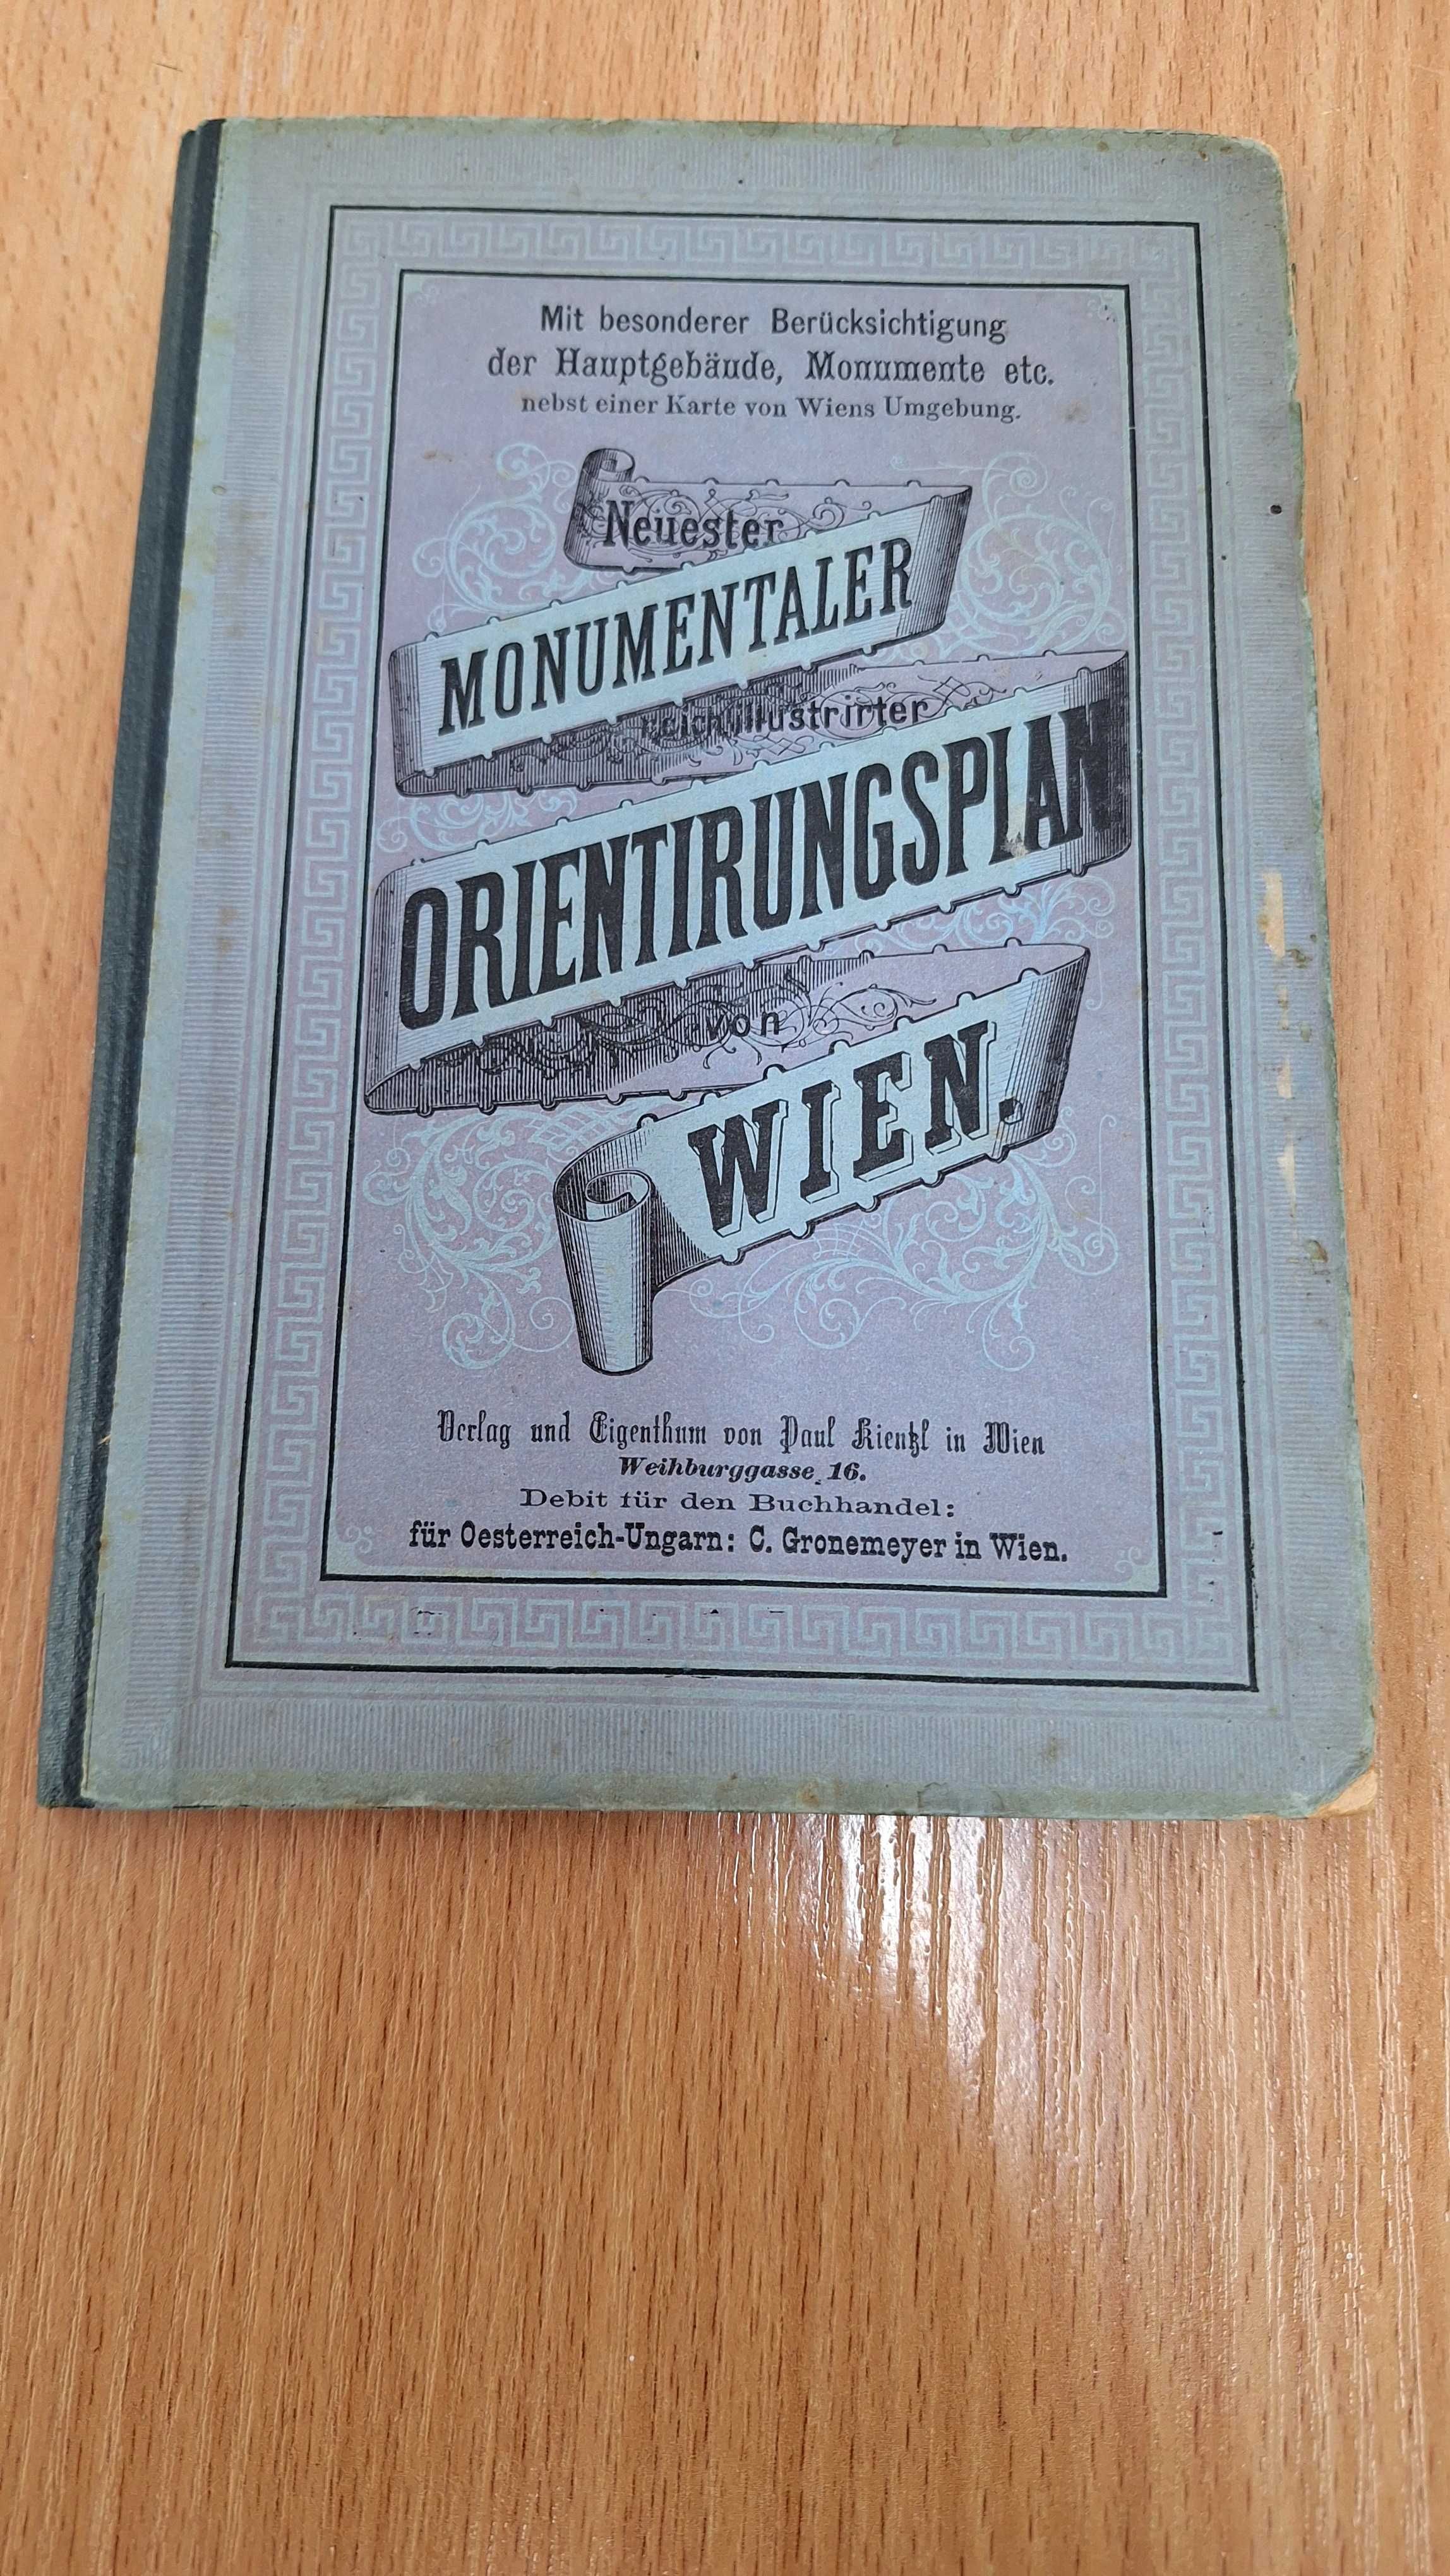 Mit besonderer Berücksichtigung
der Hauptgebäude, Monumente etc.
nebst einer Karte von Wiens Umgebung.
Neuester
MONUMENTALER
reich illustrirter
ORIENTIRUNGSPLAN
von
WIEN.
Verlag und Eigenthum von Paul Kientzl in Wien
Weihburggasse 16.
Debit für den Buchhandel:
für Oesterreich-Ungarn: C. Gronemeyer in Wien.